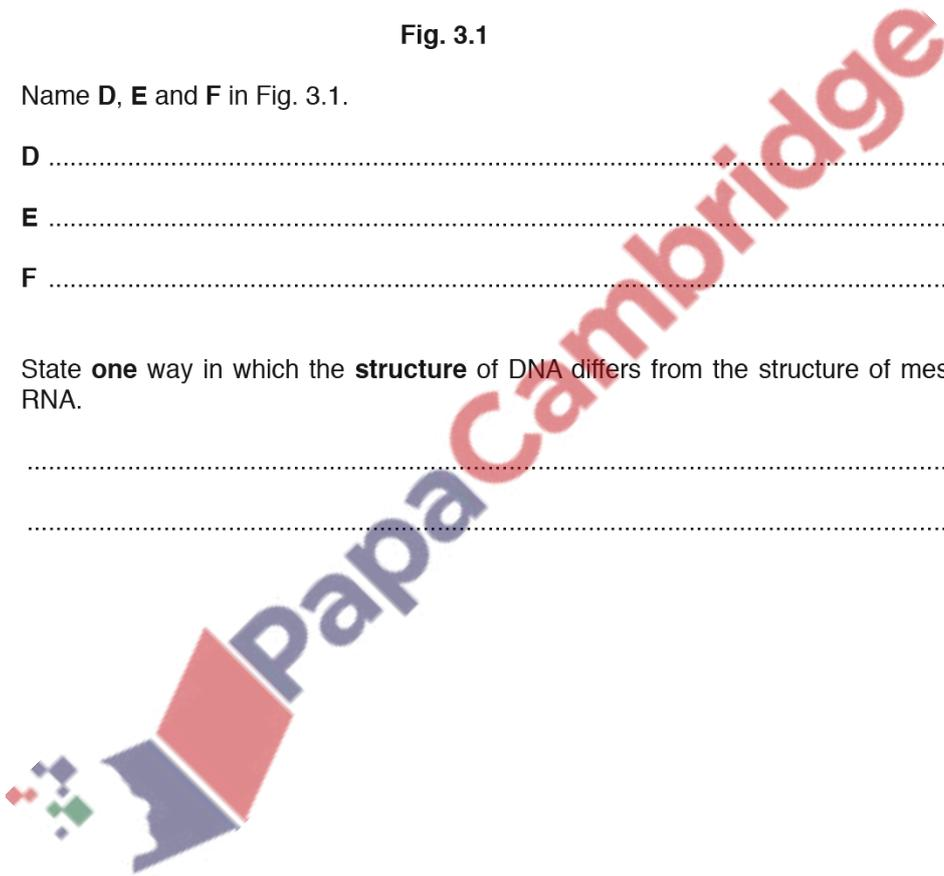 Fig. 3.1
Name D, E and F in Fig. 3.1.
D ..........................................................................................
E ..........................................................................................
F ..........................................................................................
State one way in which the structure of DNA differs from the structure of mes
RNA.
..........................................................................................
..........................................................................................
PapaCambridge